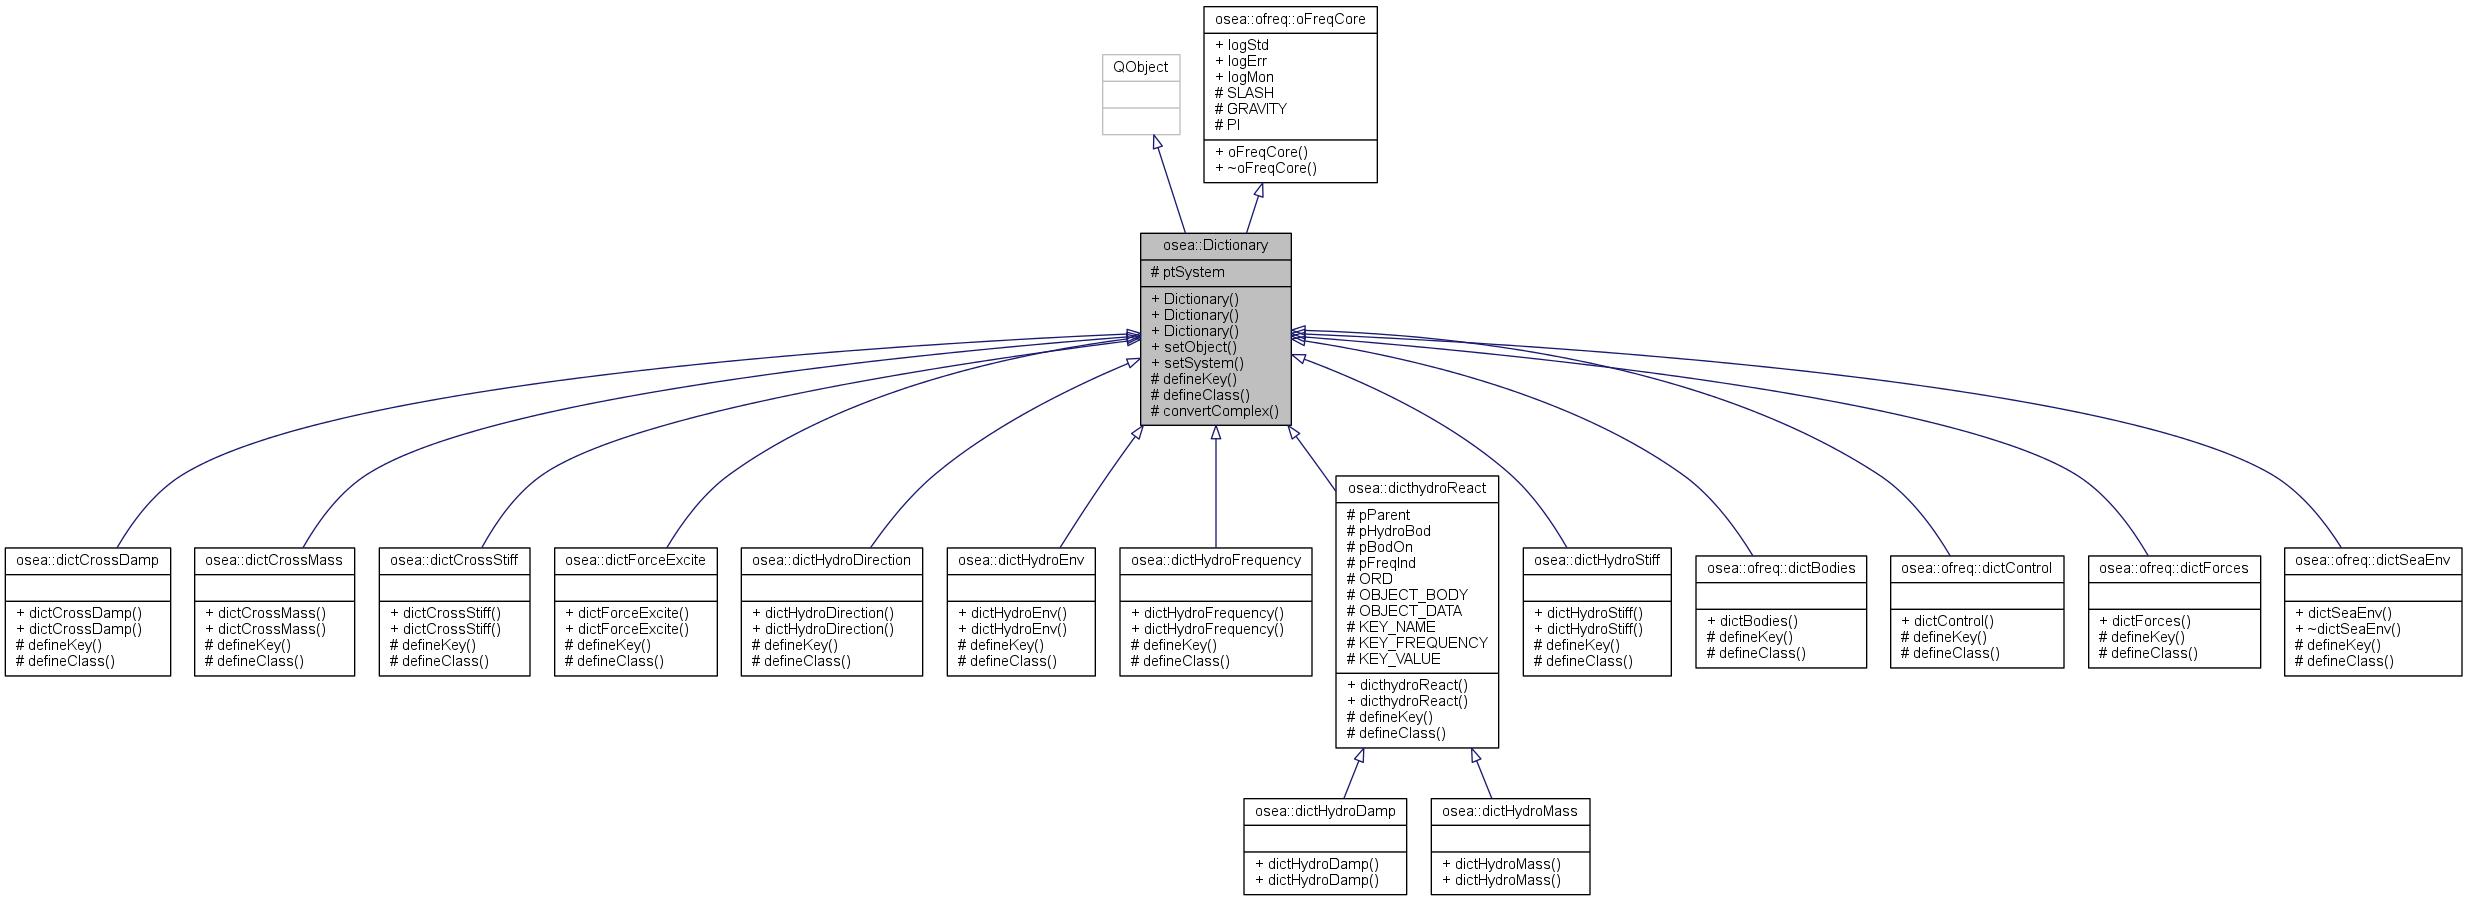 QObject
osea::ofreq::oFreqCore
+ logStd
+ logErr
+ logMon
# SLASH
# GRAVITY
# PI
+ oFreqCore()
+ ~oFreqCore()
osea::Dictionary
# ptSystem
+ Dictionary()
+ Dictionary()
+ Dictionary()
+ setObject()
+ setSystem()
# defineKey()
# defineClass()
# convertComplex()
osea::dictCrossDamp
+ dictCrossDamp()
+ dictCrossDamp()
# defineKey()
# defineClass()
osea::dictCrossMass
+ dictCrossMass()
+ dictCrossMass()
# defineKey()
# defineClass()
osea::dictCrossStiff
+ dictCrossStiff()
+ dictCrossStiff()
# defineKey()
# defineClass()
osea::dictForceExcite
+ dictForceExcite()
+ dictForceExcite()
# defineKey()
# defineClass()
osea::dictHydroDirection
+ dictHydroDirection()
+ dictHydroDirection()
# defineKey()
# defineClass()
osea::dictHydroEnv
+ dictHydroEnv()
+ dictHydroEnv()
# defineKey()
# defineClass()
osea::dictHydroFrequency
+ dictHydroFrequency()
+ dictHydroFrequency()
# defineKey()
# defineClass()
osea::dicthydroReact
# pParent
# pHydroBod
# pBodOn
# pFreqInd
# ORD
# OBJECT_BODY
# OBJECT_DATA
# KEY_NAME
# KEY_FREQUENCY
# KEY_VALUE
+ dicthydroReact()
+ dicthydroReact()
# defineKey()
# defineClass()
osea::dictHydroStiff
+ dictHydroStiff()
+ dictHydroStiff()
# defineKey()
# defineClass()
osea::ofreq::dictBodies
+ dictBodies()
# defineKey()
# defineClass()
osea::ofreq::dictControl
+ dictControl()
# defineKey()
# defineClass()
osea::ofreq::dictForces
+ dictForces()
# defineKey()
# defineClass()
osea::ofreq::dictSeaEnv
+ dictSeaEnv()
+ ~dictSeaEnv()
# defineKey()
# defineClass()
osea::dictHydroDamp
+ dictHydroDamp()
+ dictHydroDamp()
osea::dictHydroMass
+ dictHydroMass()
+ dictHydroMass()